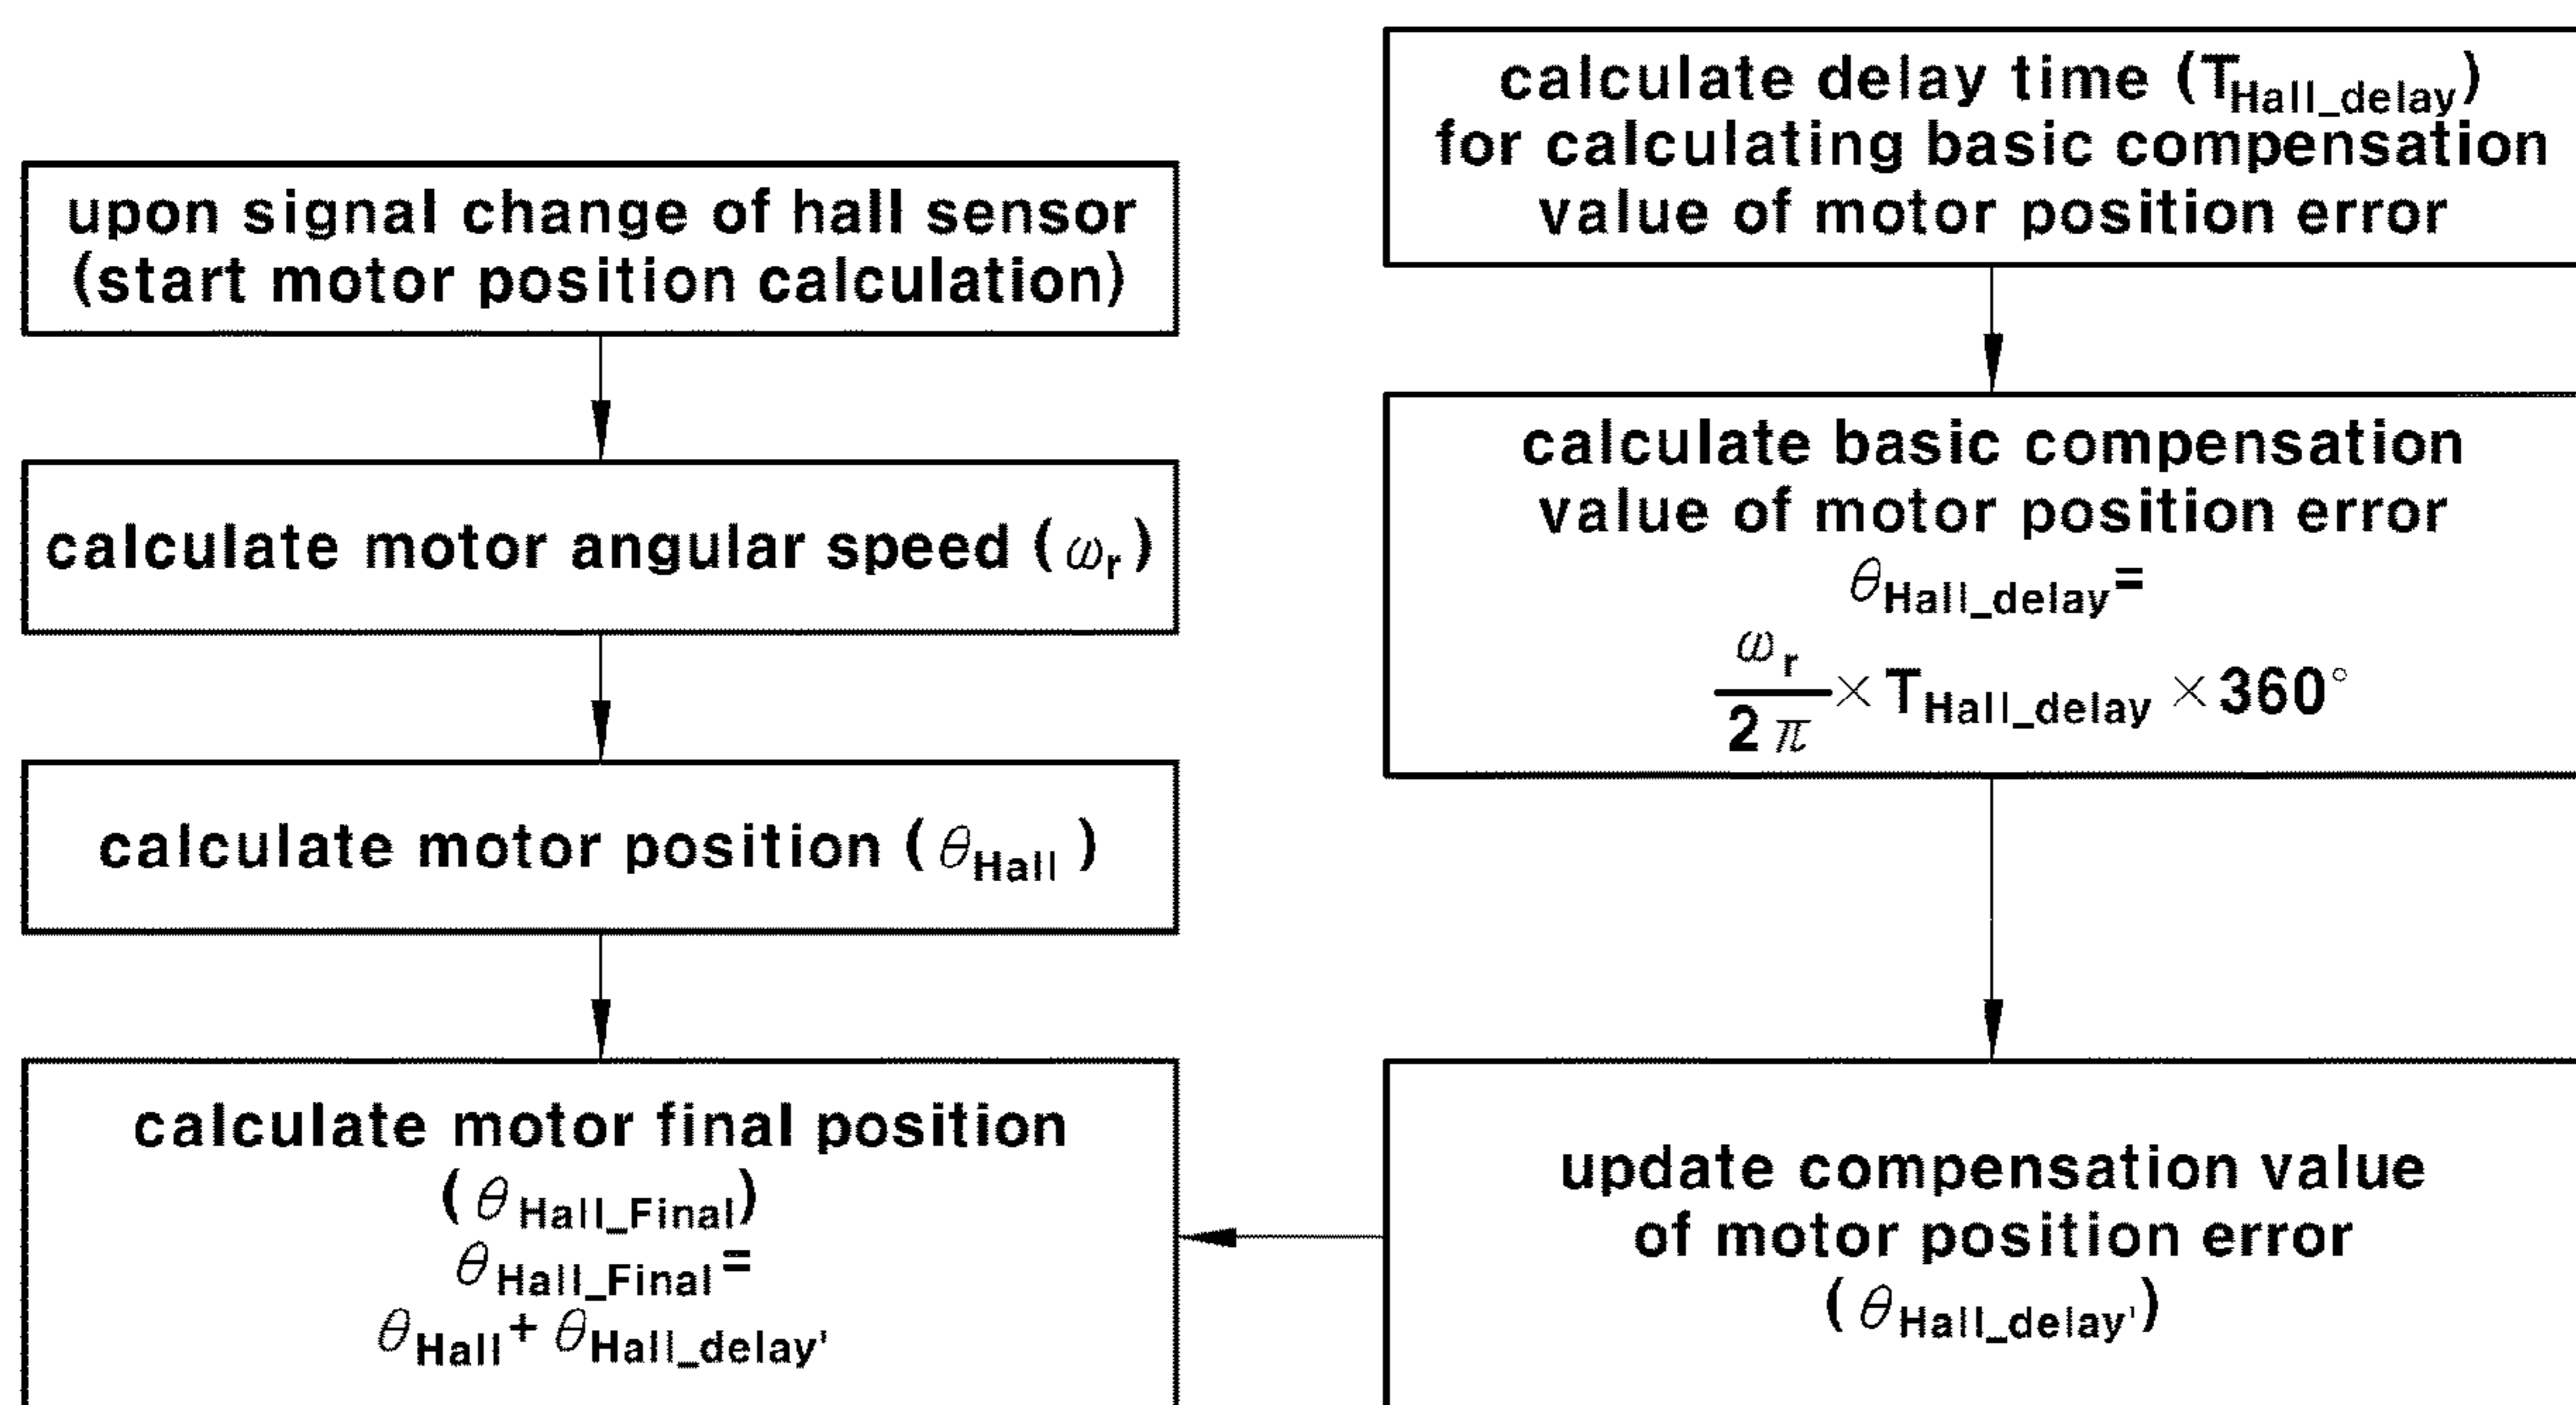 upon signal change of hall sensor
(start motor position calculation)
calculate motor angular speed (ωr)
calculate motor position (θHall)
calculate motor final position
(θHall_Final)
θHall_Final=
θHall+θHall_delay'
calculate delay time (THall_delay)
for calculating basic compensation
value of motor position error
calculate basic compensation
value of motor position error
θHall_delay=
ωr
2π
×THall_delay×360°
update compensation value
of motor position error
(θHall_delay')